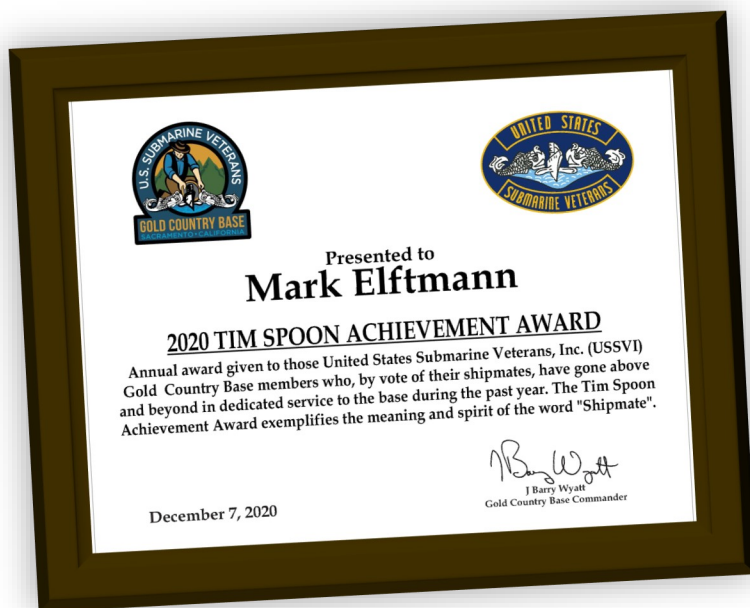 U.S. SUBMARINE VETERANS
GOLD COUNTRY BASE
SACRAMENTO • CALIFORNIA
UNITED STATES
SUBMARINE VETERANS
Presented to
Mark Elftmann
2020 TIM SPOON ACHIEVEMENT AWARD
Annual award given to those United States Submarine Veterans, Inc. (USSVI)
Gold Country Base members who, by vote of their shipmates, have gone above
and beyond in dedicated service to the base during the past year. The Tim Spoon
Achievement Award exemplifies the meaning and spirit of the word "Shipmate".
J Barry Wyatt
J Barry Wyatt
Gold Country Base Commander
December 7, 2020